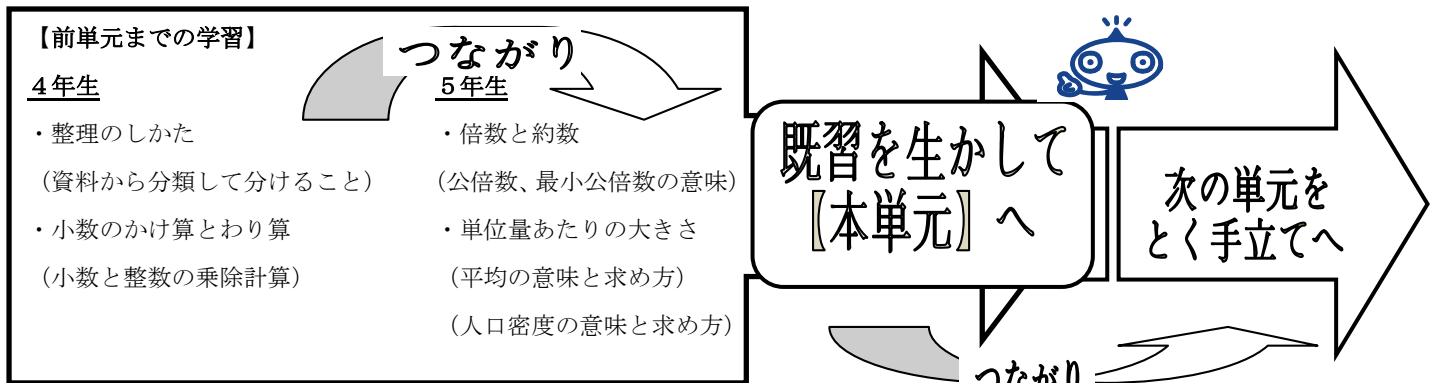 【前単元までの学習】
つながり
4年生
・整理のしかた
（資料から分類して分けること）
・小数のかけ算とわり算
（小数と整数の乗除計算）
5年生
・倍数と約数
（公倍数、最小公倍数の意味）
・単位量あたりの大きさ
（平均の意味と求め方）
（人口密度の意味と求め方）
既習を生かして
【本単元】へ
次の単元を
とく手立てへ
つながり